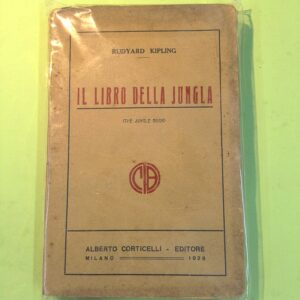 RUDYARD KIPLING
IL LIBRO DELLA JUNGLA
(THE JUNGLE BOOK)
ALBERTO CORTICELLI - EDITORE
MILANO